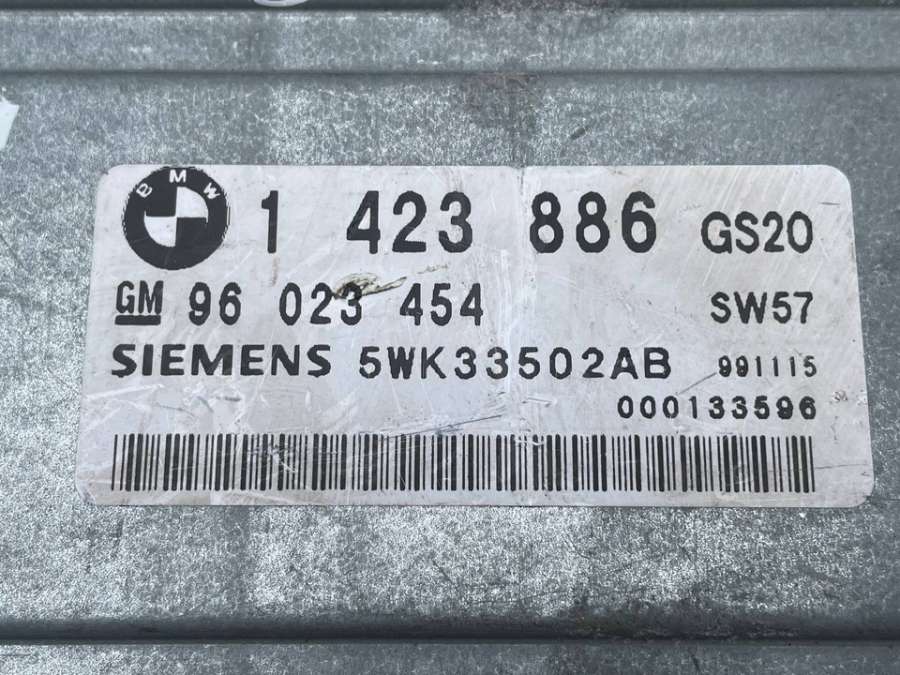 BMW 1 423 886 GS20
GM 96 023 454 SW57
SIEMENS 5WK33502AB 991115
000133596